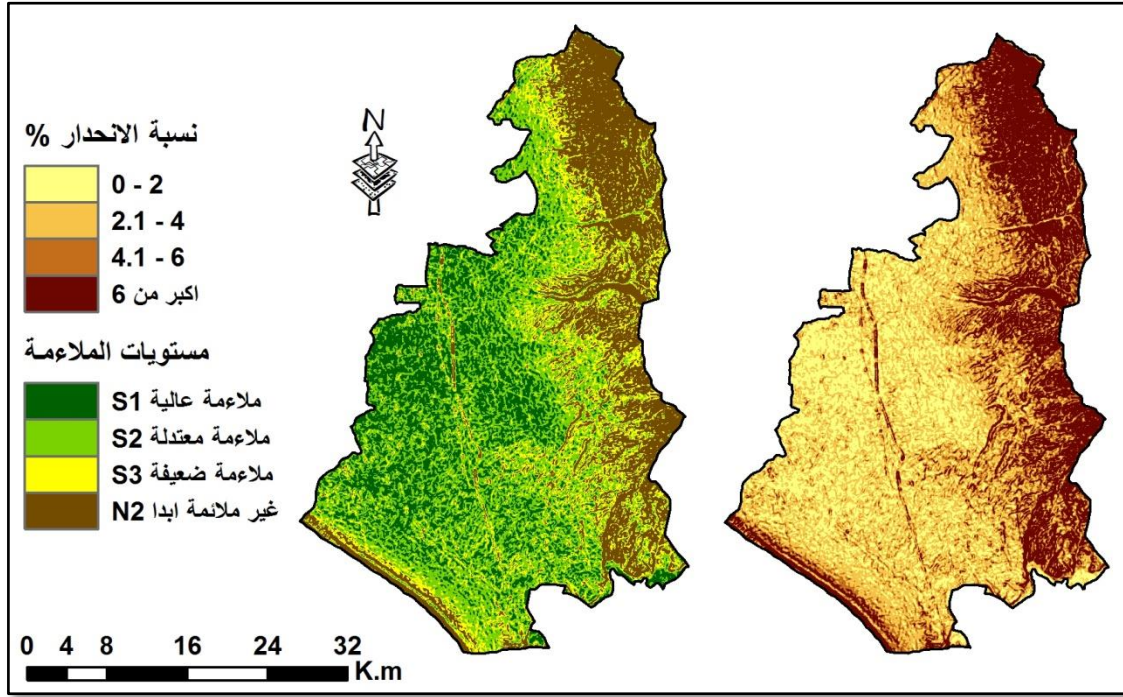 N
نسبة الانحدار %
0 - 2
2.1 - 4
4.1 - 6
اكبر من 6
مستويات الملاءمة
ملاءمة عالية S1
ملاءمة معتدلة S2
ملاءمة ضعيفة S3
غير ملائمة ابدا N2
0 4 8 16 24 32
K.m